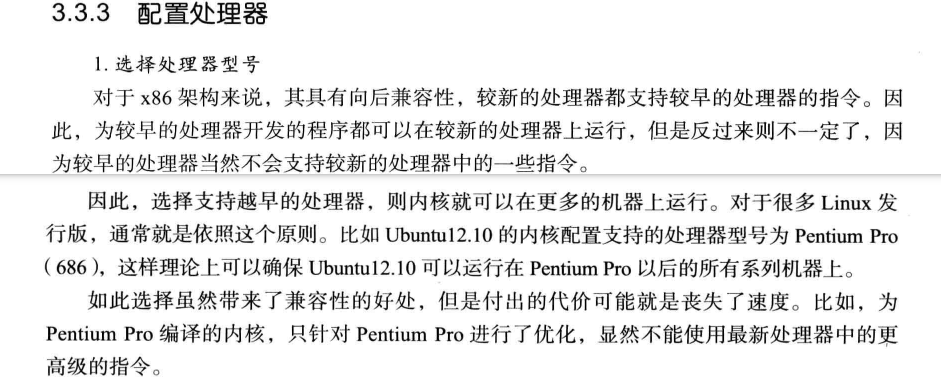 3.3.3 配置处理器
1. 选择处理器型号
对于 x86 架构来说，其具有向后兼容性，较新的处理器都支持较早的处理器的指令。因
此，为较早的处理器开发的程序都可以在较新的处理器上运行，但是反过来则不一定了，因
为较早的处理器当然不会支持较新的处理器中的一些指令。
因此，选择支持越早的处理器，则内核就可以在更多的机器上运行。对于很多 Linux 发
行版，通常就是依照这个原则。比如 Ubuntu12.10 的内核配置支持的处理器型号为 Pentium Pro
（686），这样理论上可以确保 Ubuntu12.10 可以运行在 Pentium Pro 以后的所有系列机器上。
如此选择虽然带来了兼容性的好处，但是付出的代价可能就是丧失了速度。比如，为
Pentium Pro 编译的内核，只针对 Pentium Pro 进行了优化，显然不能使用最新处理器中的更
高级的指令。